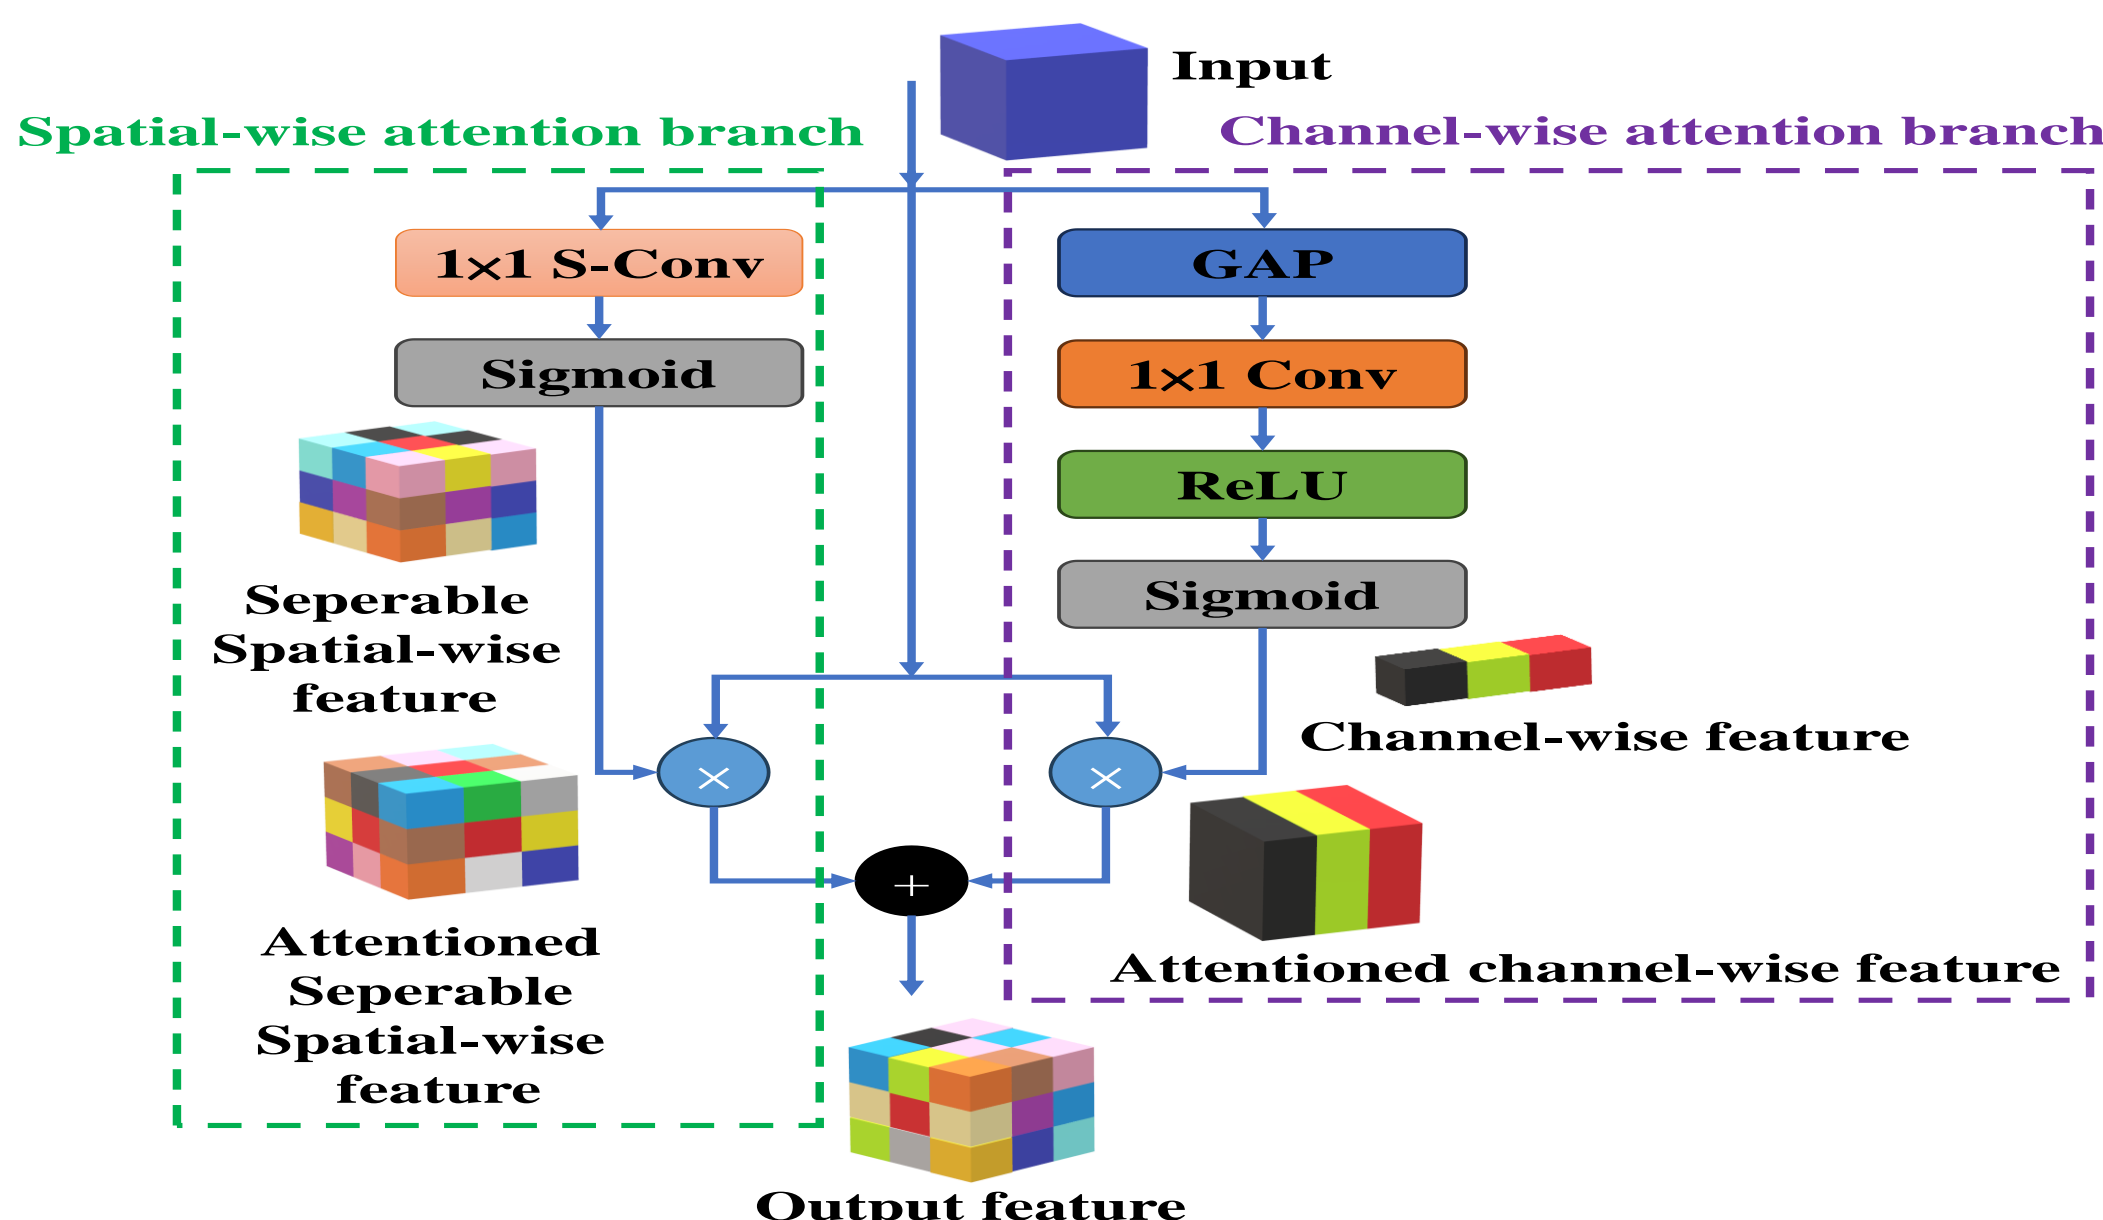 Input
Spatial-wise attention branch
Channel-wise attention branch
1×1 S-Conv
Sigmoid
Seperable
Spatial-wise
feature
×
Attentioned
Seperable
Spatial-wise
feature
GAP
1×1 Conv
ReLU
Sigmoid
Channel-wise feature
×
Attentioned channel-wise feature
+
Output feature